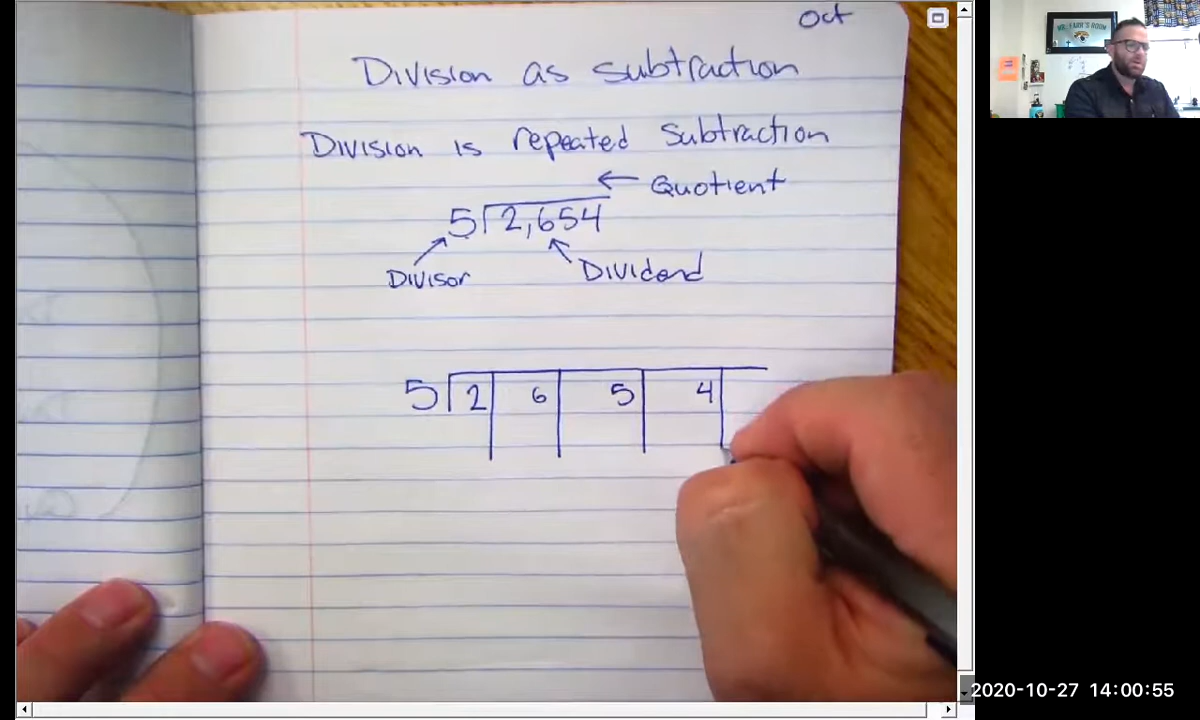 Oct
Division as subtraction
Division is repeated subtraction
← Quotient
5 2,654
Divisor
Dividend
5 2 6 5 4
2020-10-27 14:00:55